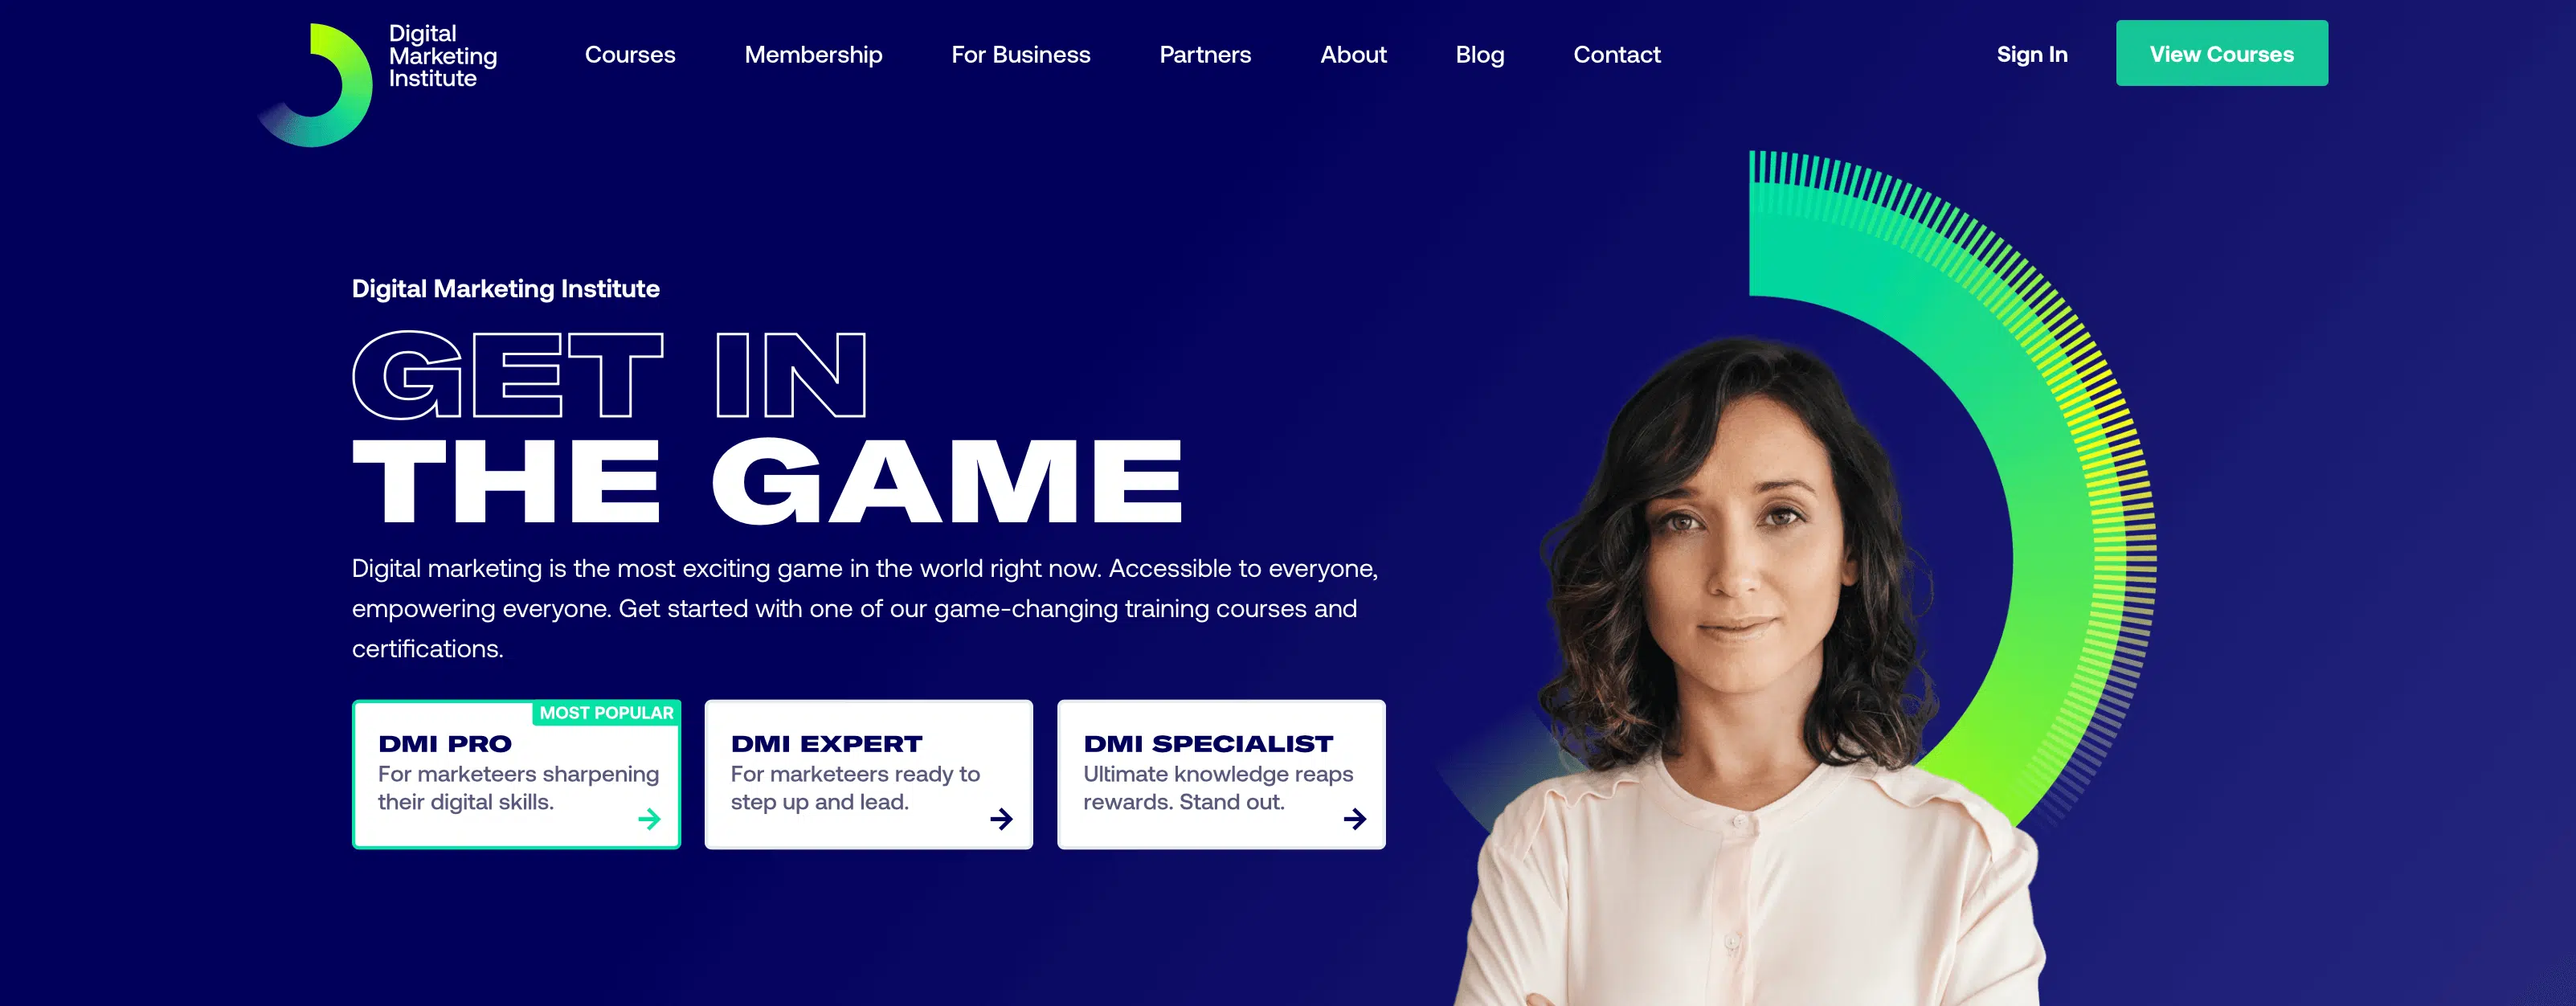 Digital
Marketing
Institute
Courses
Membership
For Business
Partners
About
Blog
Contact
Sign In
View Courses
Digital Marketing Institute
GET IN
THE GAME
Digital marketing is the most exciting game in the world right now. Accessible to everyone,
empowering everyone. Get started with one of our game-changing training courses and
certifications.
MOST POPULAR
DMI PRO
For marketeers sharpening
their digital skills.
DMI EXPERT
For marketeers ready to
step up and lead.
DMI SPECIALIST
Ultimate knowledge reaps
rewards. Stand out.